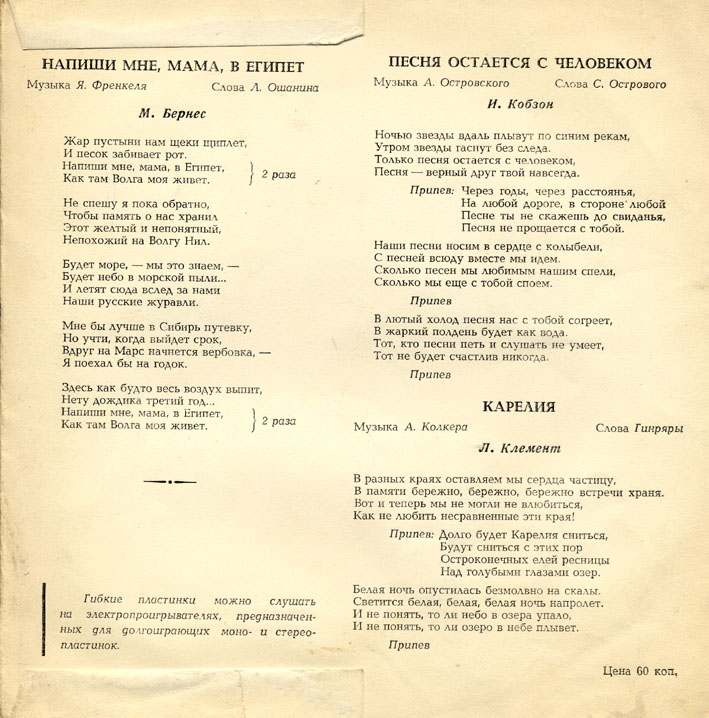 НАПИШИ МНЕ, МАМА, В ЕГИПЕТ
Музыка Я. Френкеля Слова Л. Ошанина
М. Бернес
Жар пустыни нам щеки щиплет,
И песок забивает рот.
Напиши мне, мама, в Египет,
Как там Волга моя живет.
} 2 раза
Не спешу я пока обратно,
Чтобы память о нас хранил
Этот желтый и непонятный,
Непохожий на Волгу Нил.
Будет море, — мы это знаем, —
Будет небо в морской пыли...
И летят сюда вслед за нами
Наши русские журавли.
Мне бы лучше в Сибирь путевку,
Но учти, когда выйдет срок,
Вдруг на Марс начнется вербовка, —
Я поехал бы на годок.
Здесь как будто весь воздух выпит,
Нету дождика третий год...
Напиши мне, мама, в Египет,
Как там Волга моя живет.
} 2 раза
Гибкие пластинки можно слушать
на электропроигрывателях, предназначен-
ных для долгоиграющих моно- и стерео-
пластинок.
ПЕСНЯ ОСТАЕТСЯ С ЧЕЛОВЕКОМ
Музыка А. Островского Слова С. Острового
И. Кобзон
Ночью звезды вдаль плывут по синим рекам,
Утром звезды гаснут без следа.
Только песня остается с человеком,
Песня — верный друг твой навсегда.
Припев: Через годы, через расстоянья,
На любой дороге, в стороне любой
Песне ты не скажешь до свиданья,
Песня не прощается с тобой.
Наши песни носим в сердце с колыбели,
С песней всюду вместе мы идем.
Сколько песен мы любимым нашим спели,
Сколько мы еще с тобой споем.
Припев
В лютый холод песня нас с тобой согреет,
В жаркий полдень будет как вода.
Тот, кто песни петь и слушать не умеет,
Тот не будет счастлив никогда.
Припев
КАРЕЛИЯ
Музыка А. Колкера Слова Гинряры
Л. Клемент
В разных краях оставляем мы сердца частицу,
В памяти бережно, бережно, бережно встречи храня.
Вот и теперь мы не могли не влюбиться,
Как не любить несравненные эти края!
Припев: Долго будет Карелия сниться,
Будут сниться с этих пор
Остроконечных елей ресницы
Над голубыми глазами озер.
Белая ночь опустилась безмолвно на скалы.
Светится белая, белая, белая ночь напролет.
И не понять, то ли небо в озера упало,
И не понять, то ли озеро в небе плывет.
Припев
Цена 60 коп,